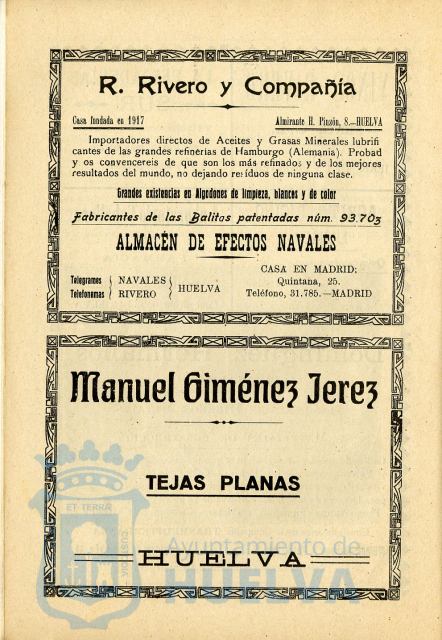 R. Rivero y Compañía
Casa fundada en 1917 Almirante H. Pinzón, 8.—HUELVA
Importadores directos de Aceites y Grasas Minerales lubrifi
cantes de las grandes refinerias de Hamburgo (Alemania). Probad
y os convencereis de que son los más refinados y de los mejores
resultados del mundo, no dejando residuos de ninguna clase.
Grandes existencias en Algodones de limpieza, blancos y de color
Fabricantes de las Balitos patentadas núm. 93.703
ALMACÉN DE EFECTOS NAVALES
Telegrames NAVALES
Telefonemas RIVERO
HUELVA
CASA EN MADRID:
Quintana, 25.
Teléfono, 31.785.—MADRID
Manuel Giménez Jerez
TEJAS PLANAS
HUELVA
ET TERRÆ
Ayuntamiento de
HUELVA